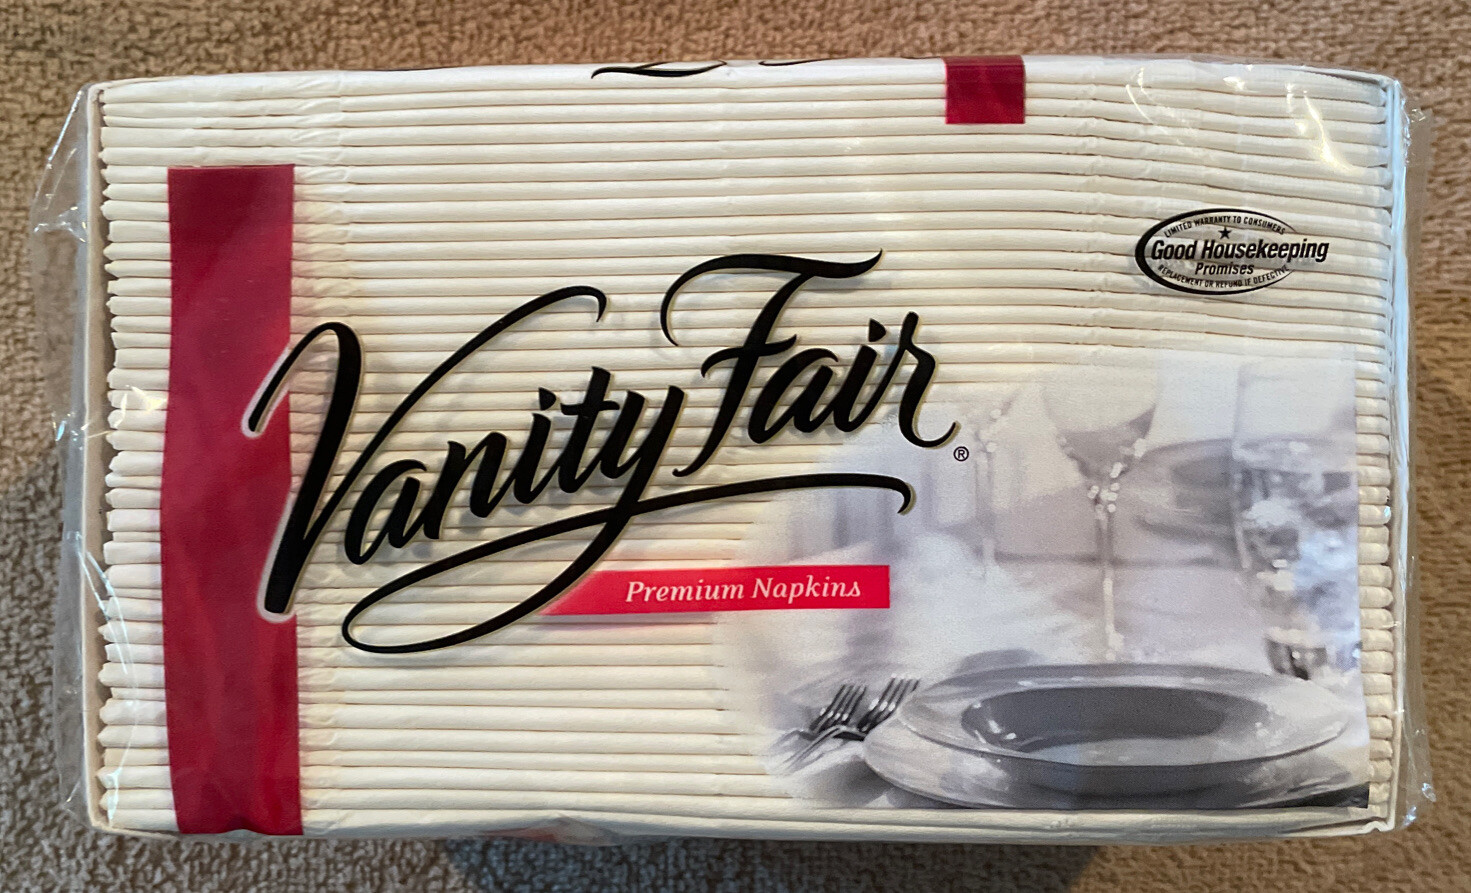 LIMITED WARRANTY TO CONSUMERS
Good Housekeeping
Promises
REPLACEMENT OR REFUND IF DEFECTIVE
Vanity Fair®
Premium Napkins